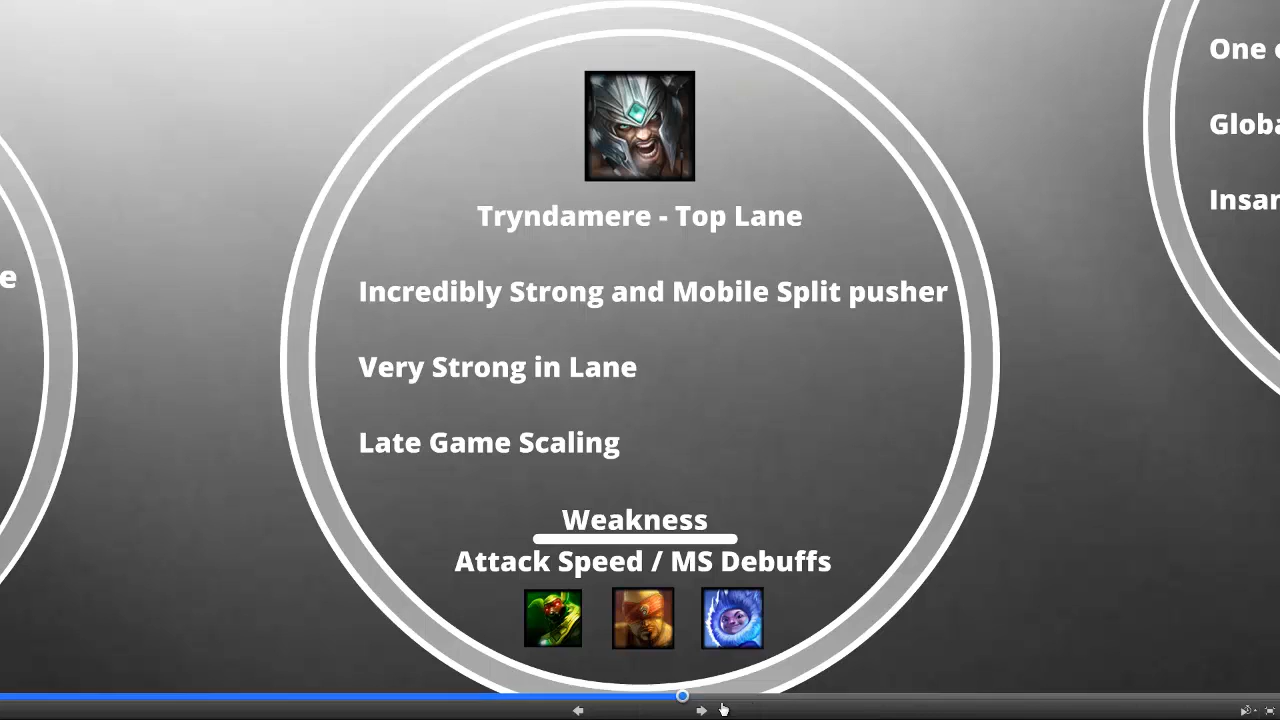 Tryndamere - Top Lane
Incredibly Strong and Mobile Split pusher
Very Strong in Lane
Late Game Scaling
Weakness
Attack Speed / MS Debuffs
One